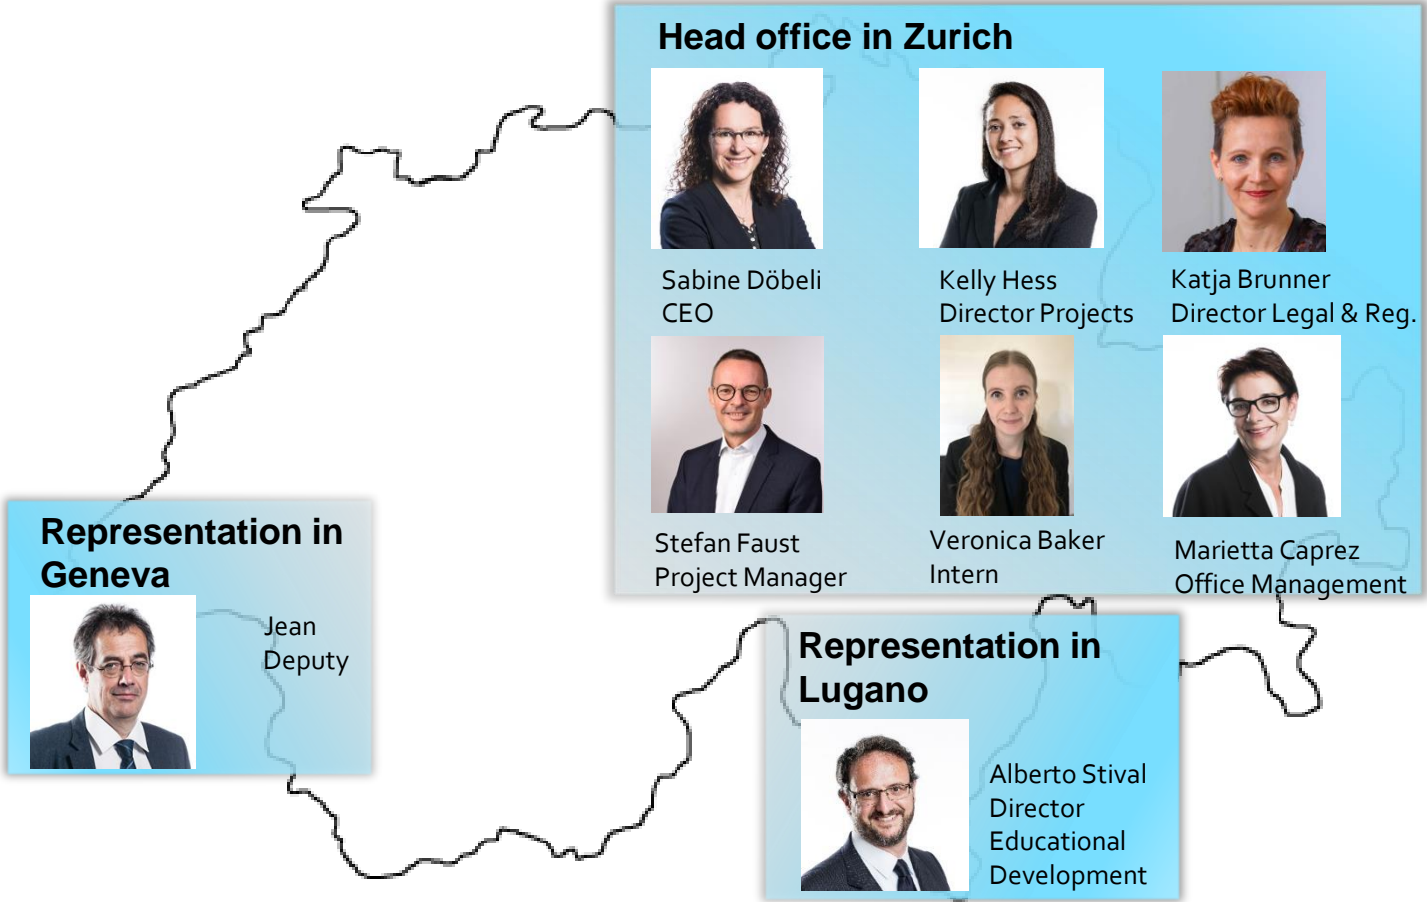 Head office in Zurich
Sabine Döbeli
CEO
Kelly Hess
Director Projects
Katja Brunner
Director Legal & Reg.
Stefan Faust
Project Manager
Veronica Baker
Intern
Marietta Caprez
Office Management
Representation in
Geneva
Jean
Deputy
Representation in
Lugano
Alberto Stival
Director
Educational
Development